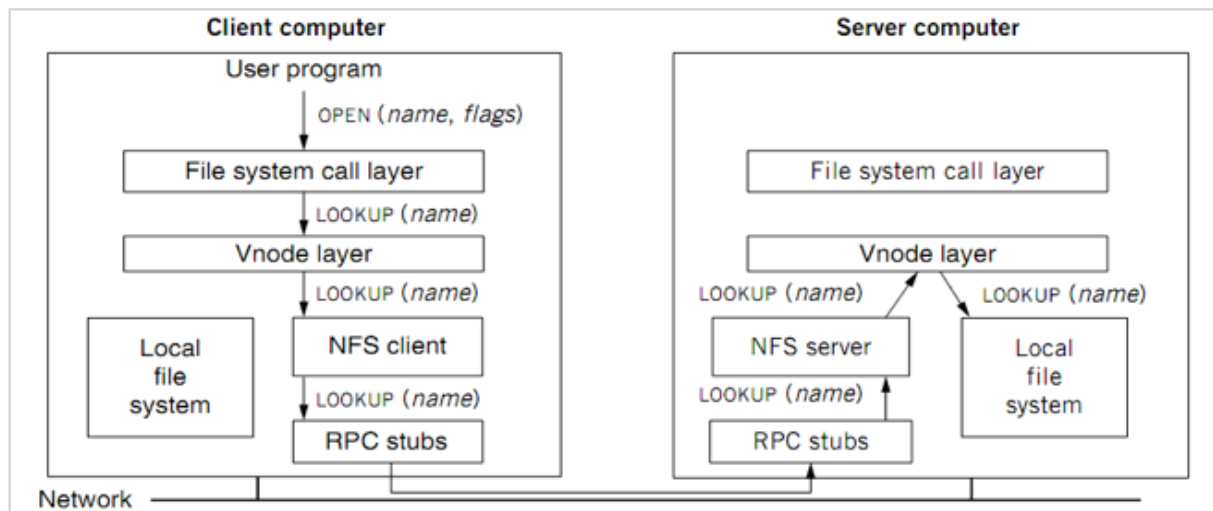 Client computer
User program
OPEN (name, flags)
File system call layer
LOOKUP (name)
Vnode layer
LOOKUP (name)
Local
file
system
NFS client
LOOKUP (name)
RPC stubs
Server computer
File system call layer
Vnode layer
LOOKUP (name)
LOOKUP (name)
NFS server
Local
file
system
LOOKUP (name)
RPC stubs
Network